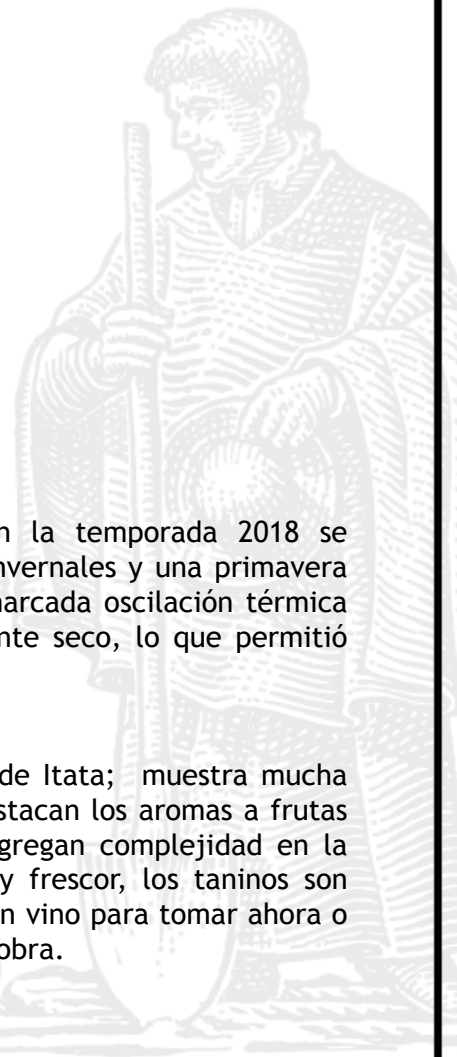 n la temporada 2018 se
nvernales y una primavera
marcada oscilación térmica
nte seco, lo que permitió
de Itata; muestra mucha
stacan los aromas a frutas
gregan complejidad en la
y frescor, los taninos son
n vino para tomar ahora o
obra.